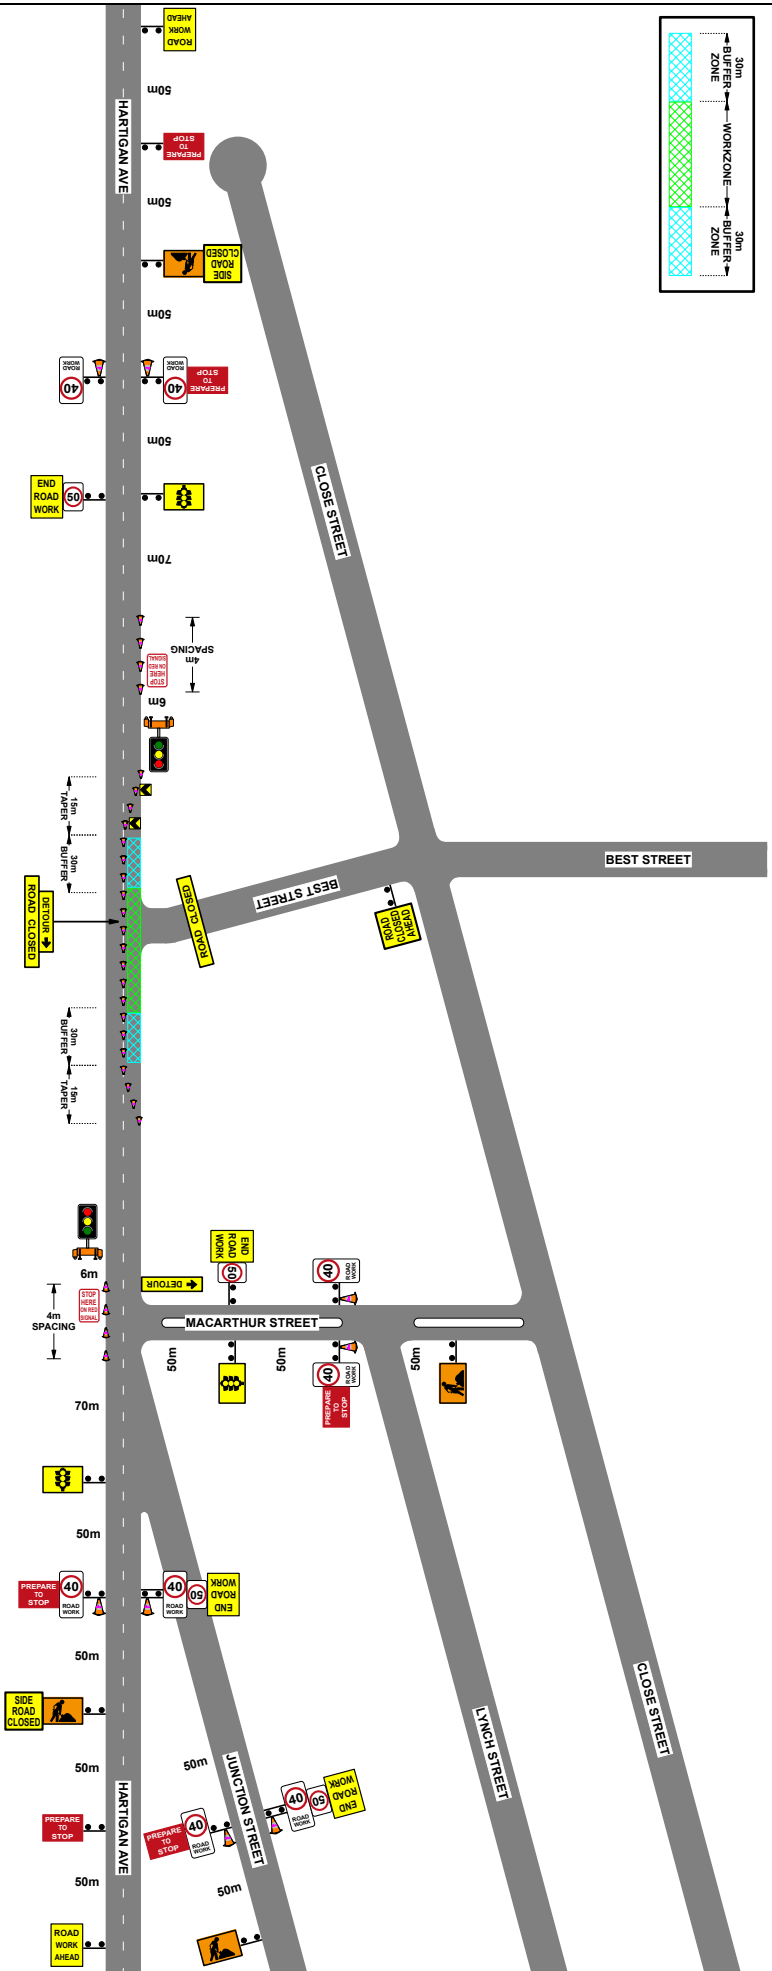 ROAD
WORK
AHEAD
30m
BUFFER
ZONE
WORKZONE
30m
BUFFER
ZONE
50m
HARTIGAN AVE
PREPARE
TO
STOP
50m
SIDE
ROAD
CLOSED
50m
40
ROAD
WORK
40
ROAD
WORK
PREPARE
TO
STOP
50m
END
ROAD
WORK
50
CLOSE STREET
70m
4m
SPACING
STOP
HERE
ON RED
SIGNAL
6m
15m
TAPER
30m
BUFFER
BEST STREET
BEST STREET
DETOUR
ROAD CLOSED
ROAD CLOSED
ROAD
CLOSED
AHEAD
30m
BUFFER
15m
TAPER
END
ROAD
WORK
50
40
ROAD
WORK
6m
DETOUR
STOP
HERE
ON RED
SIGNAL
4m
SPACING
MACARTHUR STREET
50m
50m
50m
40
ROAD
WORK
PREPARE
TO
STOP
70m
50m
PREPARE
TO
STOP
40
ROAD
WORK
40
ROAD
WORK
50
END
ROAD
WORK
50m
SIDE
ROAD
CLOSED
CLOSE STREET
LYNCH STREET
50m
50m
JUNCTION STREET
40
ROAD
WORK
50
END
ROAD
WORK
PREPARE
TO
STOP
40
ROAD
WORK
PREPARE
TO
STOP
HARTIGAN AVE
50m
50m
ROAD
WORK
AHEAD